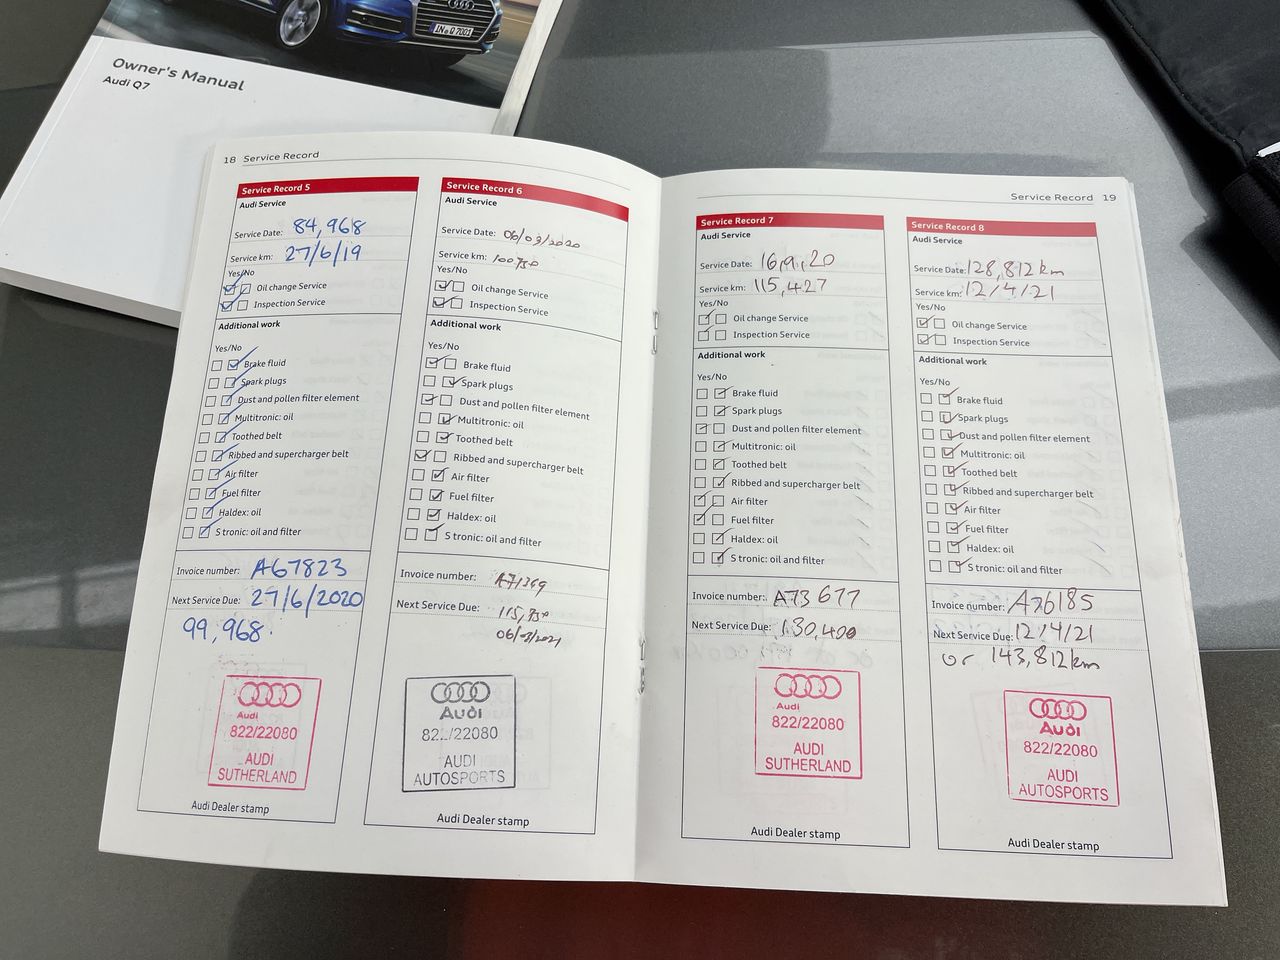 IN Q 7001
Owner's Manual
Audi Q7
18 Service Record
Service Record 5
Audi Service
Service Date: 84,968
Service km: 27/6/19
Yes/No
Oil change Service
Inspection Service
Additional work
Yes/No
Brake fluid
Spark plugs
Dust and pollen filter element
Multitronic: oil
Toothed belt
Ribbed and supercharger belt
Air filter
Fuel filter
Haldex: oil
S tronic: oil and filter
Invoice number: A67823
Next Service Due: 27/6/2020
99,968.
Audi
822/22080
AUDI
SUTHERLAND
Audi Dealer stamp
Service Record 6
Audi Service
Service Date: 06/03/2020
Service km: 100750
Yes/No
Oil change Service
Inspection Service
Additional work
Yes/No
Brake fluid
Spark plugs
Dust and pollen filter element
Multitronic: oil
Toothed belt
Ribbed and supercharger belt
Air filter
Fuel filter
Haldex: oil
S tronic: oil and filter
Invoice number: A71369
Next Service Due: 115,750
06/03/2021
Audi
822/22080
AUDI
AUTOSPORTS
Audi Dealer stamp
Service Record 19
Service Record 7
Audi Service
Service Date: 16,9,20
Service km: 115,427
Yes/No
Oil change Service
Inspection Service
Additional work
Yes/No
Brake fluid
Spark plugs
Dust and pollen filter element
Multitronic: oil
Toothed belt
Ribbed and supercharger belt
Air filter
Fuel filter
Haldex: oil
S tronic: oil and filter
Invoice number: A73677
Next Service Due: 130,400
Audi
822/22080
AUDI
SUTHERLAND
Audi Dealer stamp
Service Record 8
Audi Service
Service Date: 128,812 km
Service km: 12/4/21
Yes/No
Oil change Service
Inspection Service
Additional work
Yes/No
Brake fluid
Spark plugs
Dust and pollen filter element
Multitronic: oil
Toothed belt
Ribbed and supercharger belt
Air filter
Fuel filter
Haldex: oil
S tronic: oil and filter
Invoice number: A76185
Next Service Due: 12/4/21
or 143,812km
Audi
822/22080
AUDI
AUTOSPORTS
Audi Dealer stamp